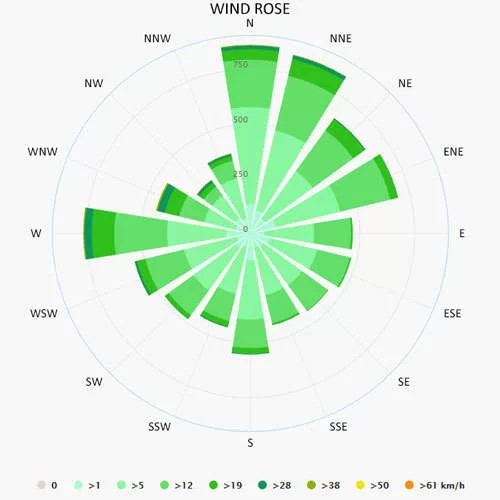 WIND ROSE
N
NNW
NNE
NW
NE
750
500
WNW
ENE
250
W
0
E
WSW
ESE
SW
SE
SSW
SSE
S
0 >1 >5 >12 >19 >28 >38 >50 >61 km/h